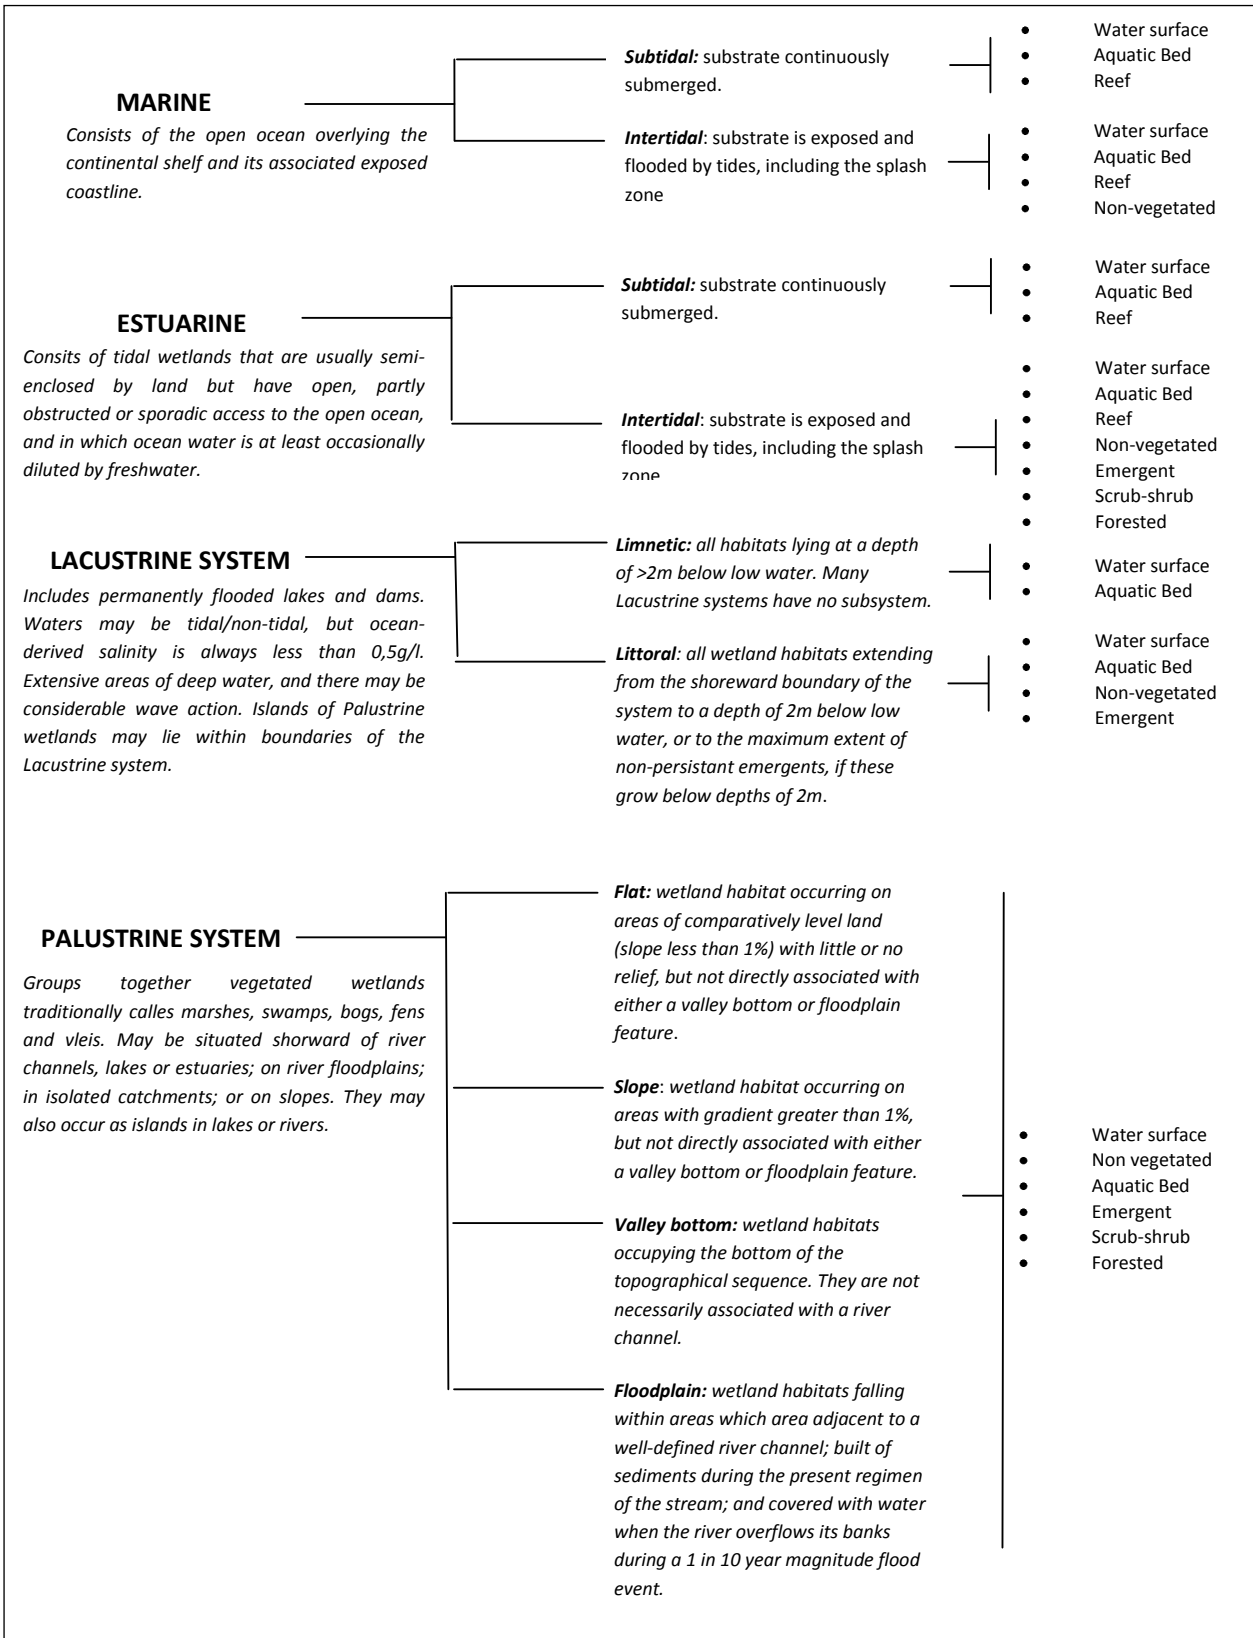 MARINE
Consists of the open ocean overlying the
continental shelf and its associated exposed
coastline.
Subtidal: substrate continuously
submerged.
• Water surface
• Aquatic Bed
• Reef
Intertidal: substrate is exposed and
flooded by tides, including the splash
zone
• Water surface
• Aquatic Bed
• Reef
• Non-vegetated
ESTUARINE
Consits of tidal wetlands that are usually semi-
enclosed by land but have open, partly
obstructed or sporadic access to the open ocean,
and in which ocean water is at least occasionally
diluted by freshwater.
Subtidal: substrate continuously
submerged.
• Water surface
• Aquatic Bed
• Reef
Intertidal: substrate is exposed and
flooded by tides, including the splash
zone
• Water surface
• Aquatic Bed
• Reef
• Non-vegetated
• Emergent
• Scrub-shrub
• Forested
LACUSTRINE SYSTEM
Includes permanently flooded lakes and dams.
Waters may be tidal/non-tidal, but ocean-
derived salinity is always less than 0,5g/l.
Extensive areas of deep water, and there may be
considerable wave action. Islands of Palustrine
wetlands may lie within boundaries of the
Lacustrine system.
Limnetic: all habitats lying at a depth
of >2m below low water. Many
Lacustrine systems have no subsystem.
• Water surface
• Aquatic Bed
Littoral: all wetland habitats extending
from the shoreward boundary of the
system to a depth of 2m below low
water, or to the maximum extent of
non-persistant emergents, if these
grow below depths of 2m.
• Water surface
• Aquatic Bed
• Non-vegetated
• Emergent
PALUSTRINE SYSTEM
Groups together vegetated wetlands
traditionally calles marshes, swamps, bogs, fens
and vleis. May be situated shorward of river
channels, lakes or estuaries; on river floodplains;
in isolated catchments; or on slopes. They may
also occur as islands in lakes or rivers.
Flat: wetland habitat occurring on
areas of comparatively level land
(slope less than 1%) with little or no
relief, but not directly associated with
either a valley bottom or floodplain
feature.
Slope: wetland habitat occurring on
areas with gradient greater than 1%,
but not directly associated with either
a valley bottom or floodplain feature.
Valley bottom: wetland habitats
occupying the bottom of the
topographical sequence. They are not
necessarily associated with a river
channel.
Floodplain: wetland habitats falling
within areas which area adjacent to a
well-defined river channel; built of
sediments during the present regimen
of the stream; and covered with water
when the river overflows its banks
during a 1 in 10 year magnitude flood
event.
• Water surface
• Non vegetated
• Aquatic Bed
• Emergent
• Scrub-shrub
• Forested